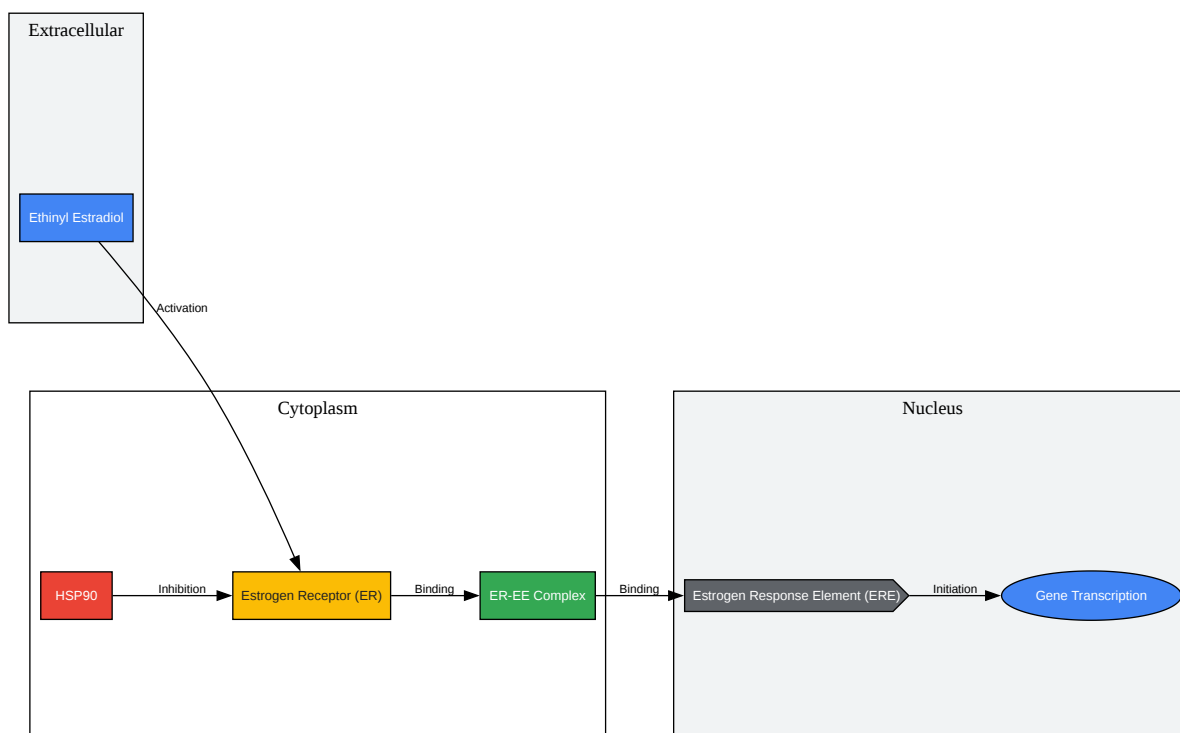 Extracellular
Ethinyl Estradiol
Activation
Cytoplasm
Nucleus
HSP90
Inhibition
Estrogen Receptor (ER)
Binding
ER-EE Complex
Binding
Estrogen Response Element (ERE)
Initiation
Gene Transcription